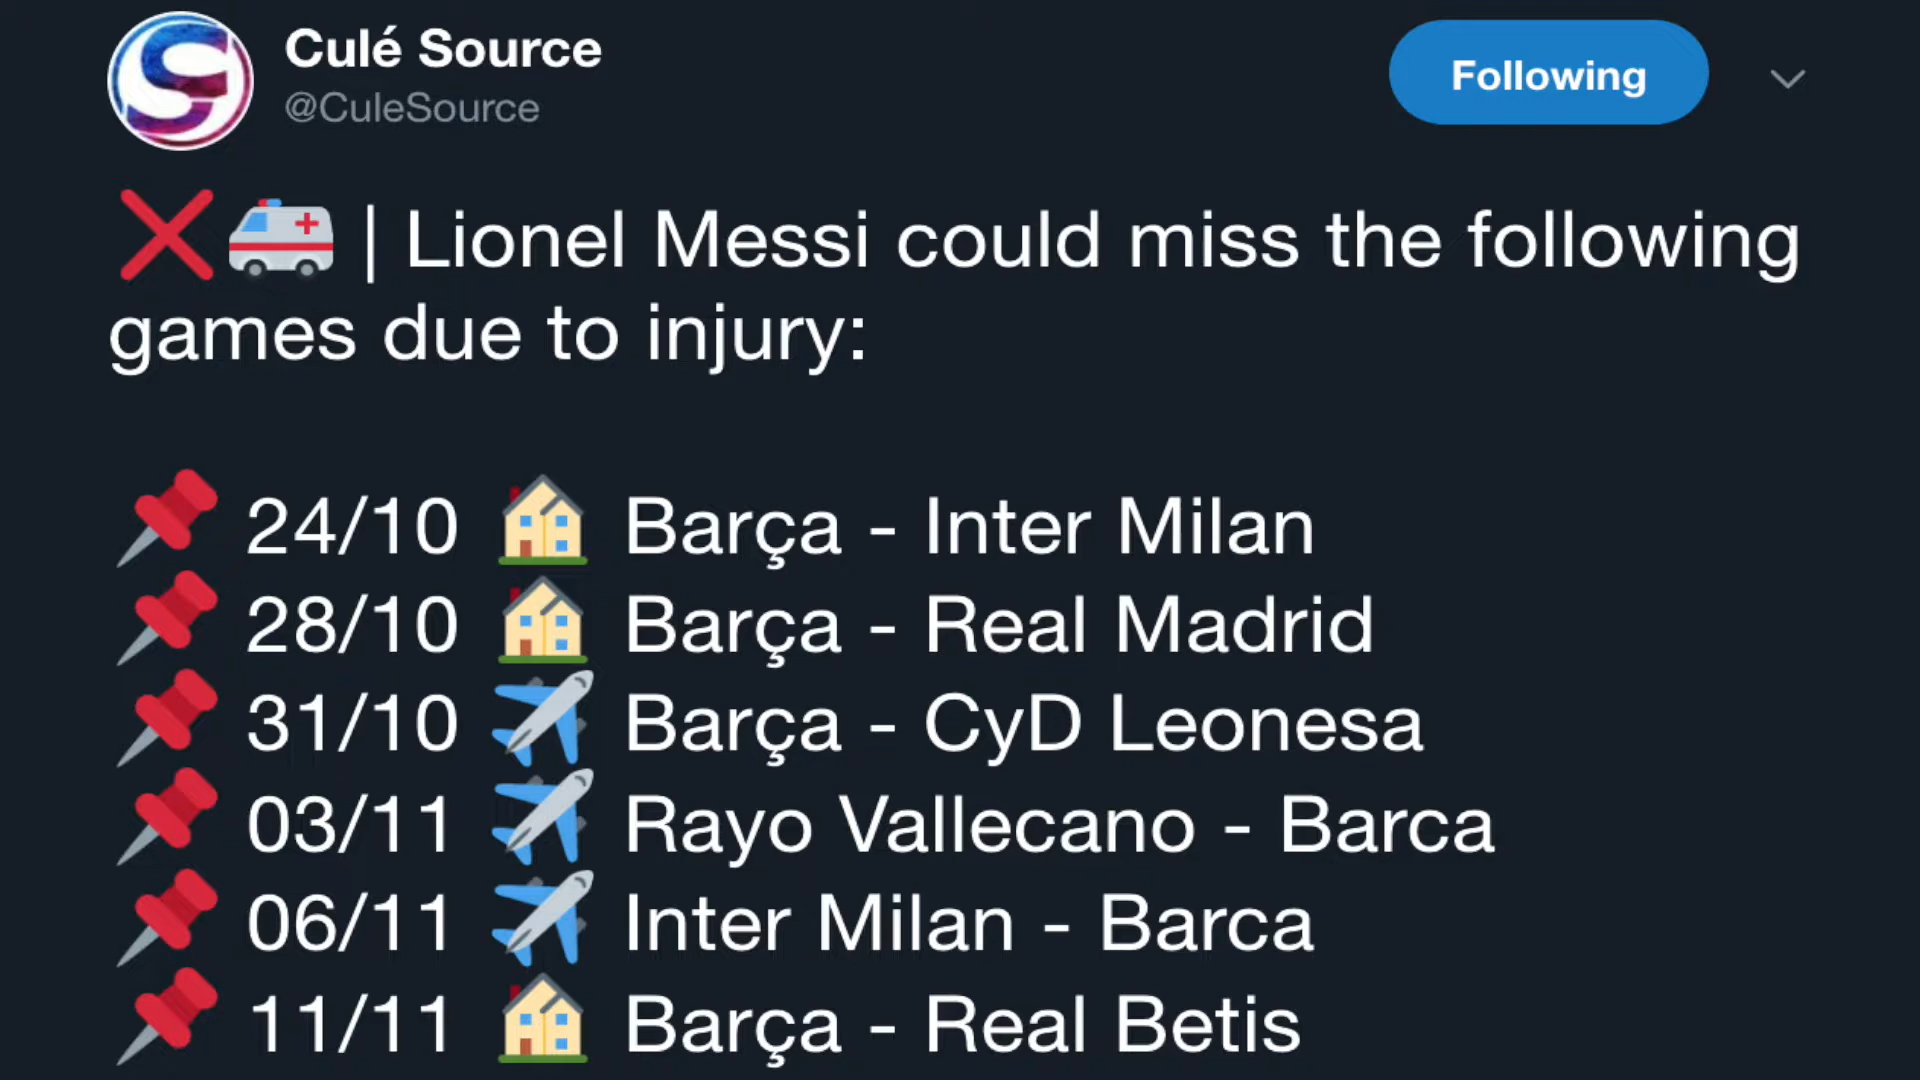 Culé Source
@CuleSource
Following
❌🚑 | Lionel Messi could miss the following
games due to injury:
📌 24/10 🏠 Barça - Inter Milan
📌 28/10 🏠 Barça - Real Madrid
📌 31/10 ✈️ Barça - CyD Leonesa
📌 03/11 ✈️ Rayo Vallecano - Barca
📌 06/11 ✈️ Inter Milan - Barca
📌 11/11 🏠 Barça - Real Betis